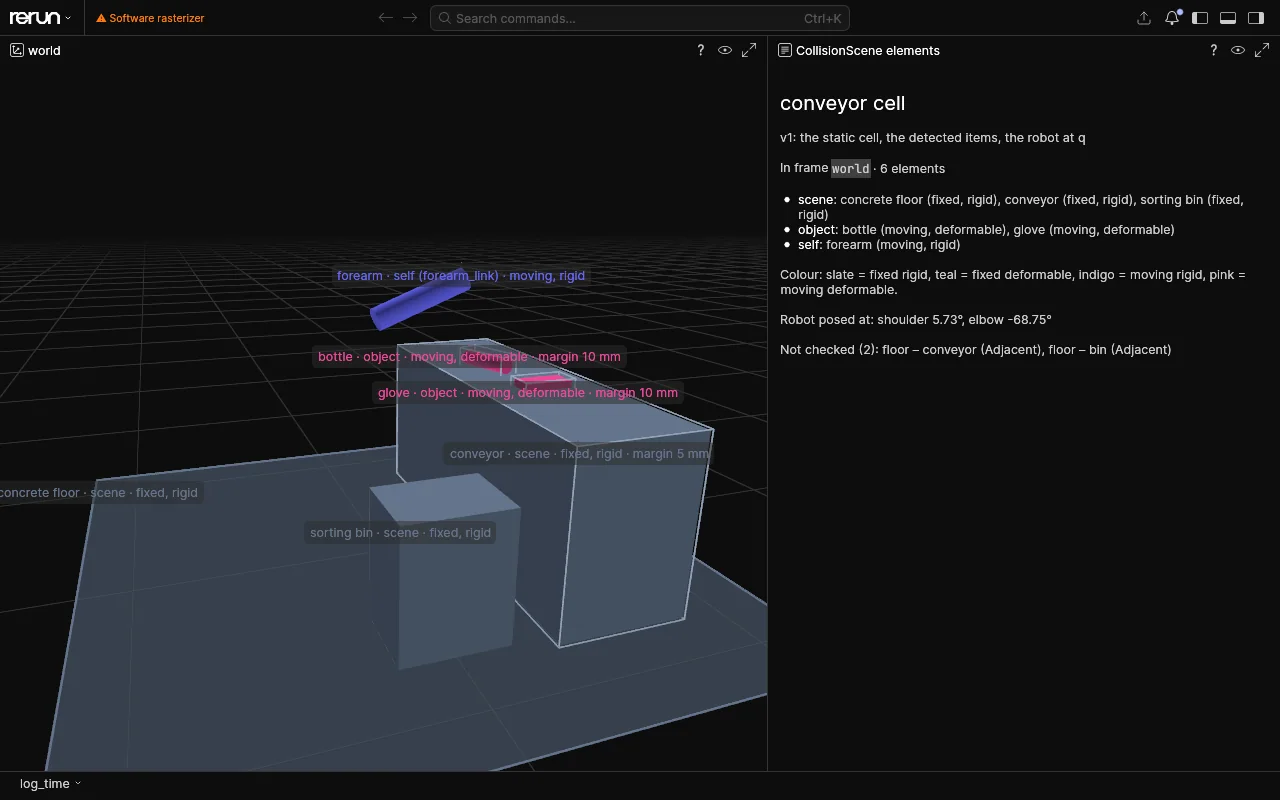 rerun
Software rasterizer
Search commands...
Ctrl+K
world
?
CollisionScene elements
?
conveyor cell
v1: the static cell, the detected items, the robot at q
In frame world · 6 elements
scene: concrete floor (fixed, rigid), conveyor (fixed, rigid), sorting bin (fixed,
rigid)
object: bottle (moving, deformable), glove (moving, deformable)
self: forearm (moving, rigid)
Colour: slate = fixed rigid, teal = fixed deformable, indigo = moving rigid, pink =
moving deformable.
Robot posed at: shoulder 5.73°, elbow -68.75°
Not checked (2): floor – conveyor (Adjacent), floor – bin (Adjacent)
forearm · self (forearm_link) · moving, rigid
bottle · object · moving, deformable · margin 10 mm
glove · object · moving, deformable · margin 10 mm
conveyor · scene · fixed, rigid · margin 5 mm
concrete floor · scene · fixed, rigid
sorting bin · scene · fixed, rigid
log_time